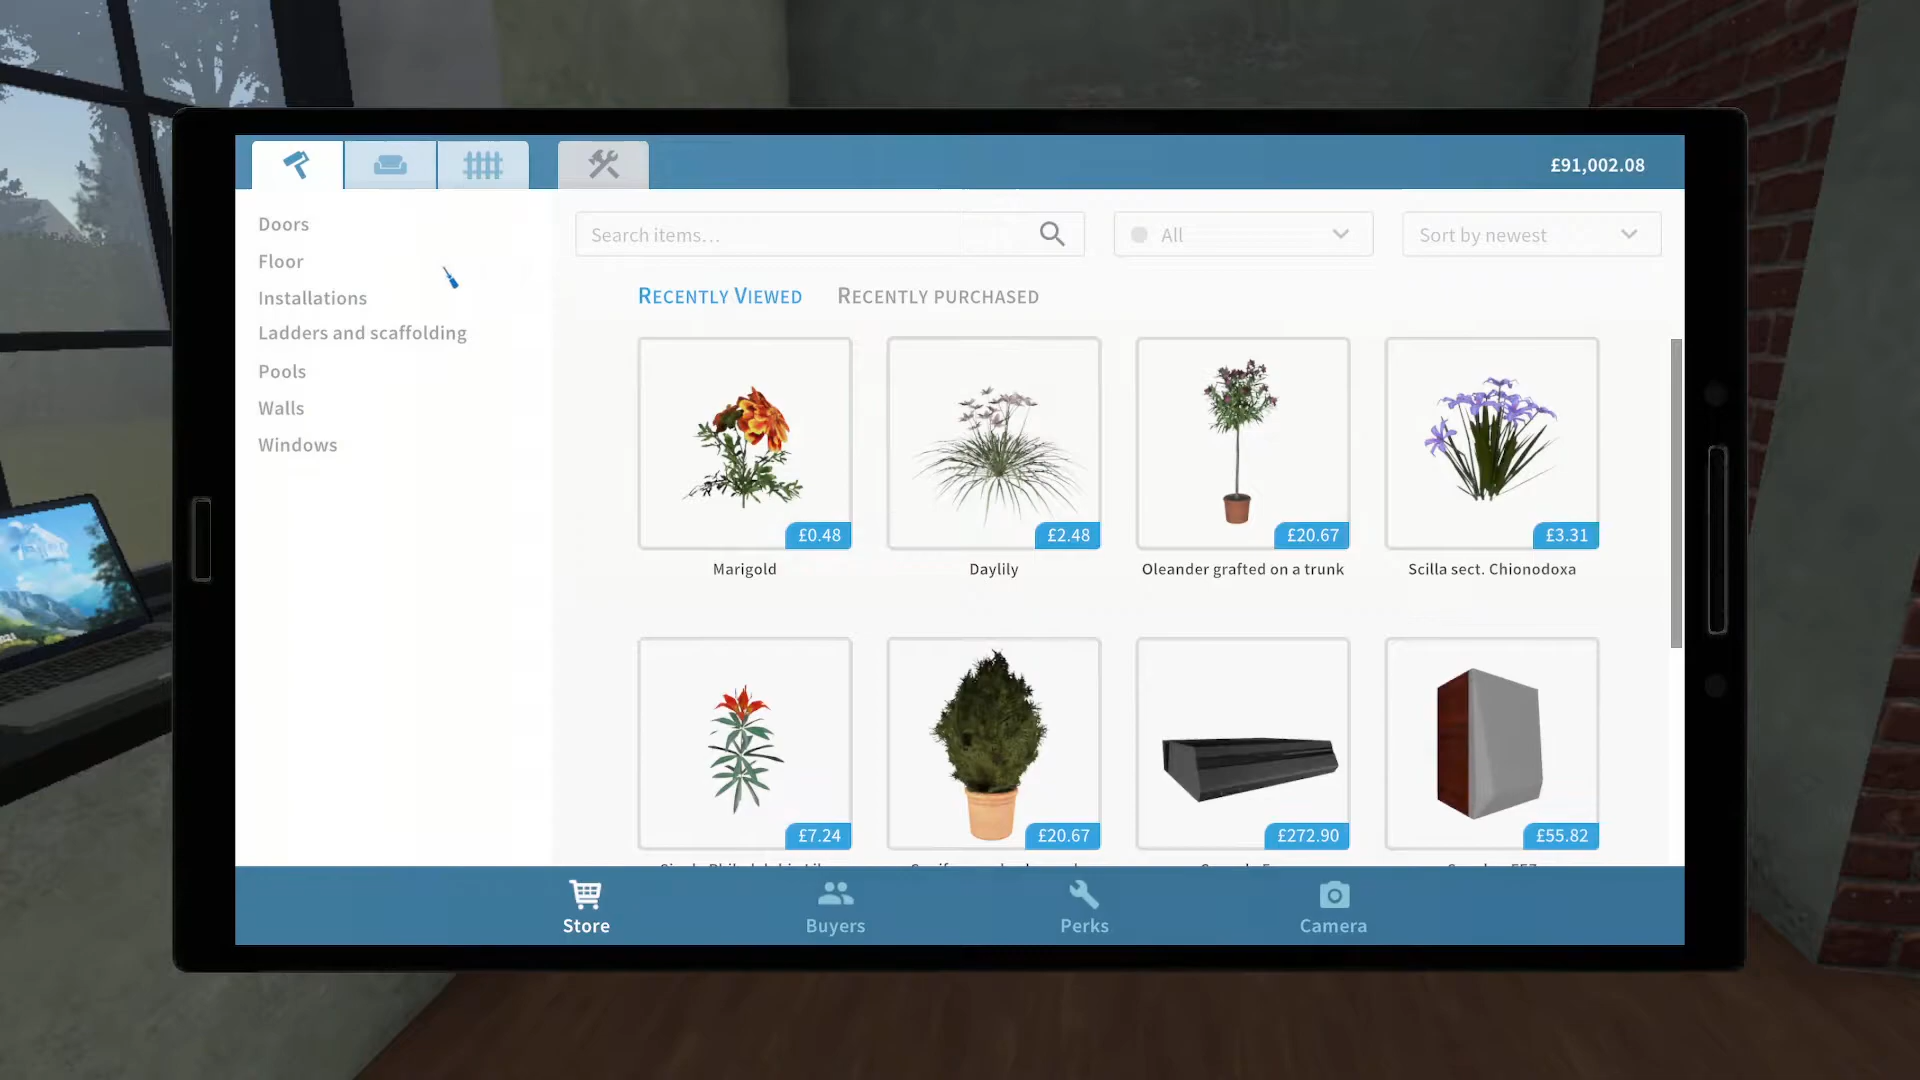 £91,002.08
Doors
Floor
Installations
Ladders and scaffolding
Pools
Walls
Windows
Search items...
All
Sort by newest
RECENTLY VIEWED
RECENTLY PURCHASED
£0.48
£2.48
£20.67
£3.31
Marigold
Daylily
Oleander grafted on a trunk
Scilla sect. Chionodoxa
£7.24
£20.67
£272.90
£55.82
Store
Buyers
Perks
Camera